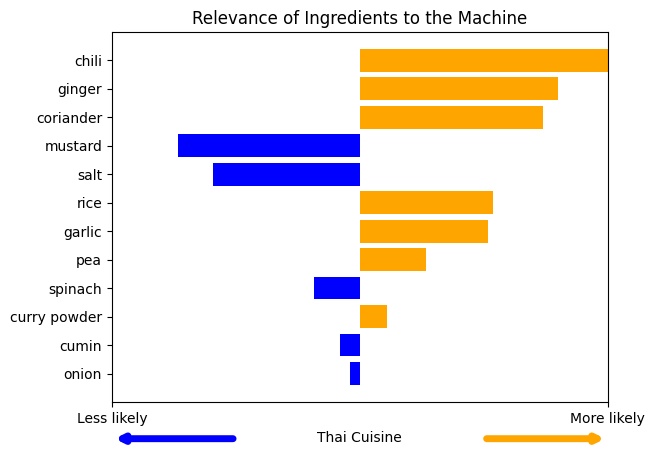 Relevance of Ingredients to the Machine
chili
ginger
coriander
mustard
salt
rice
garlic
pea
spinach
curry powder
cumin
onion
Less likely
More likely
Thai Cuisine